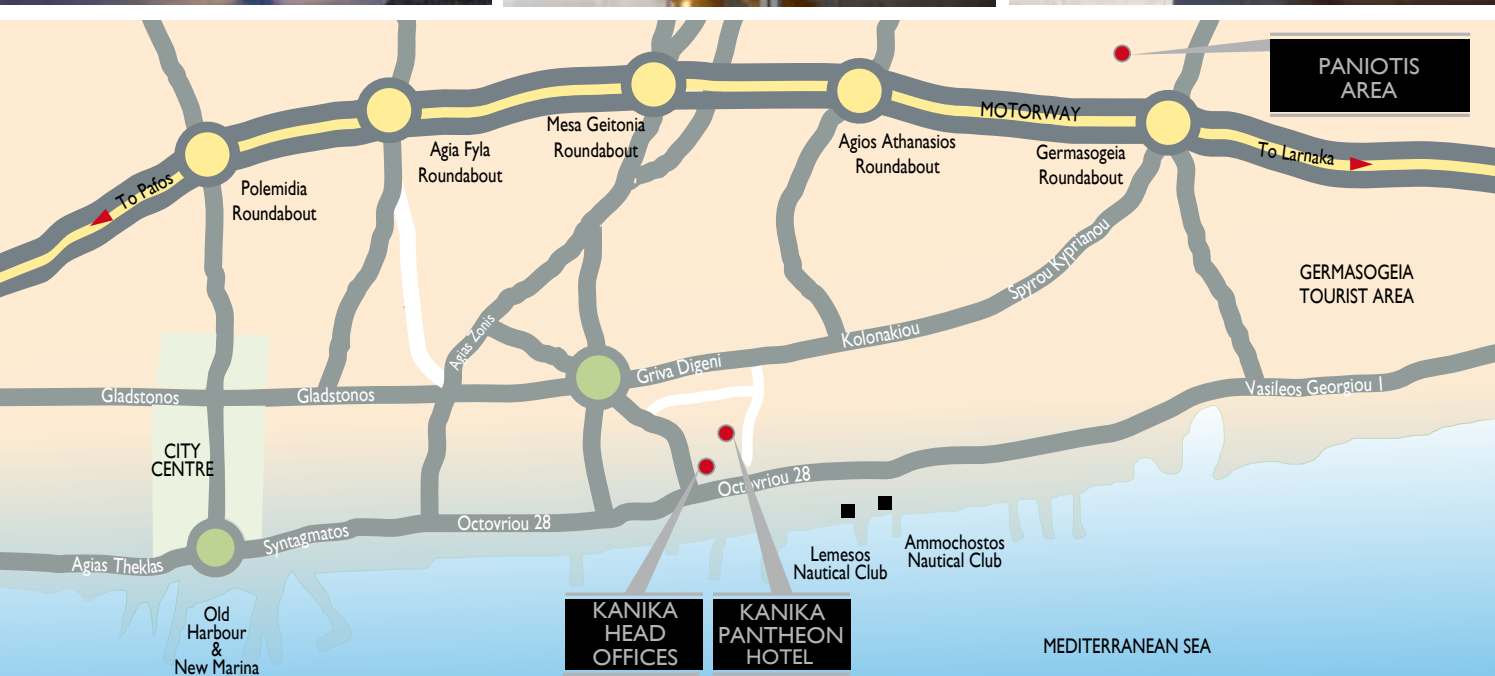 PANIOTIS
AREA
MOTORWAY
Mesa Geitonia
Roundabout
Agios Athanasios
Roundabout
Agia Fyla
Roundabout
Germasogeia
Roundabout
To Larnaka
To Pafos
Polemidia
Roundabout
Spyrou Kyprianou
GERMASOGEIA
TOURIST AREA
Agias Zonis
Kolonakiou
Griva Digeni
Gladstonos
Gladstonos
Vasileos Georgiou I
CITY
CENTRE
Octovriou 28
Octovriou 28
Syntagmatos
Agias Theklas
Lemesos
Nautical Club
Ammochostos
Nautical Club
Old
Harbour
&
New Marina
KANIKA
HEAD
OFFICES
KANIKA
PANTHEON
HOTEL
MEDITERRANEAN SEA